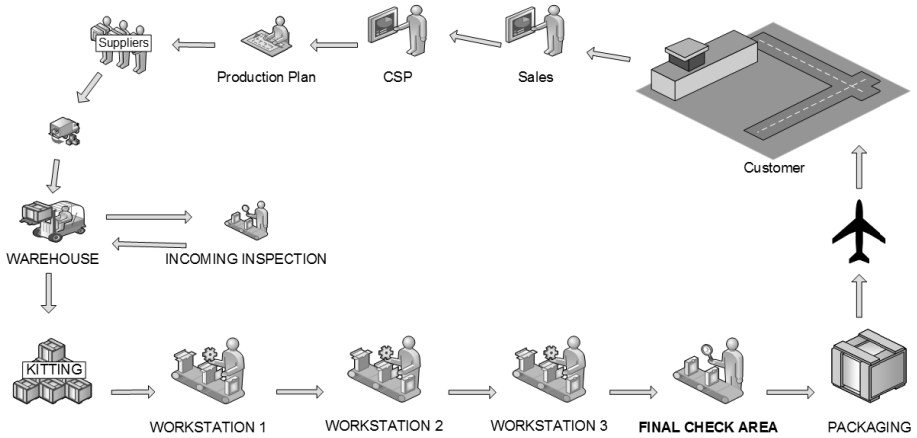 Suppliers
Production Plan
CSP
Sales
Customer
WAREHOUSE
INCOMING INSPECTION
KITTING
WORKSTATION 1
WORKSTATION 2
WORKSTATION 3
FINAL CHECK AREA
PACKAGING